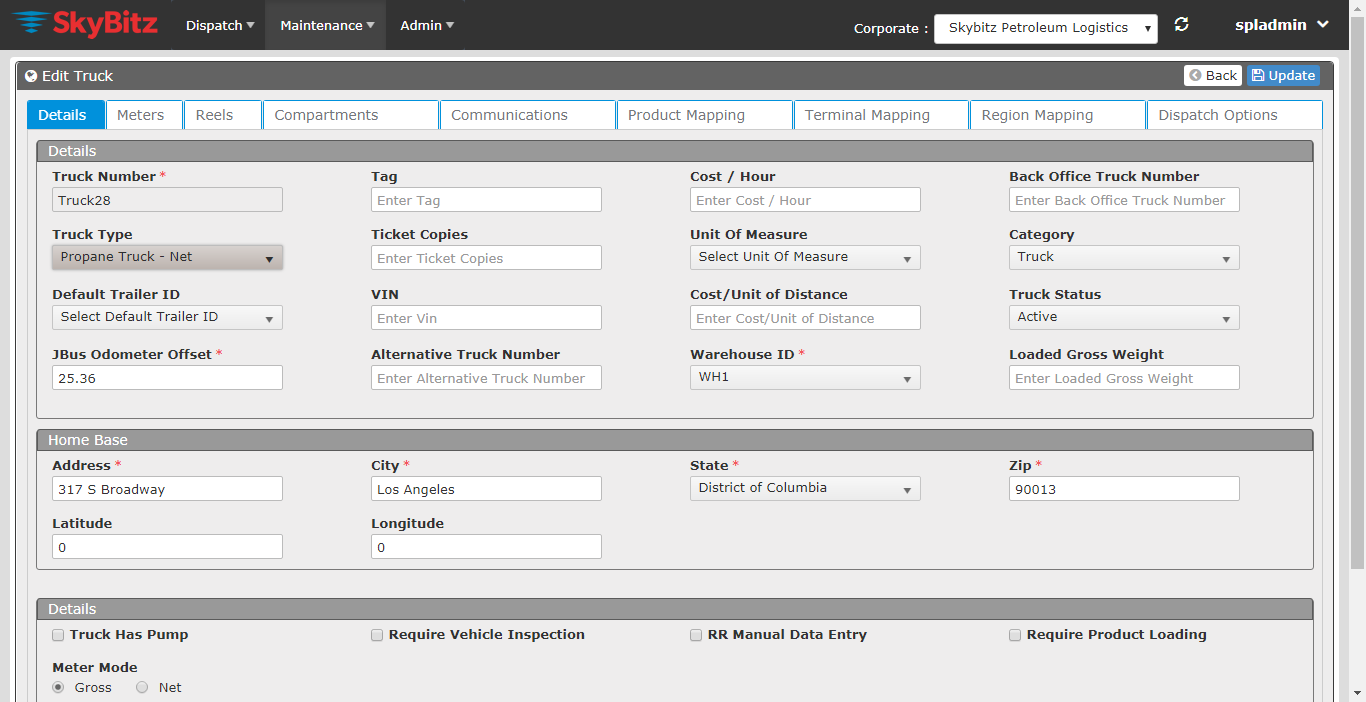 SkyBitz Dispatch Maintenance Admin Corporate : Skybitz Petroleum Logistics spladmin
Edit Truck Back Update
Details Meters Reels Compartments Communications Product Mapping Terminal Mapping Region Mapping Dispatch Options
Details
Truck Number * Tag Cost / Hour Back Office Truck Number
Truck28 Enter Tag Enter Cost / Hour Enter Back Office Truck Number
Truck Type Ticket Copies Unit Of Measure Category
Propane Truck - Net Enter Ticket Copies Select Unit Of Measure Truck
Default Trailer ID VIN Cost/Unit of Distance Truck Status
Select Default Trailer ID Enter Vin Enter Cost/Unit of Distance Active
JBus Odometer Offset * Alternative Truck Number Warehouse ID * Loaded Gross Weight
25.36 Enter Alternative Truck Number WH1 Enter Loaded Gross Weight
Home Base
Address * City * State * Zip *
317 S Broadway Los Angeles District of Columbia 90013
Latitude Longitude
0 0
Details
Truck Has Pump Require Vehicle Inspection RR Manual Data Entry Require Product Loading
Meter Mode
Gross Net